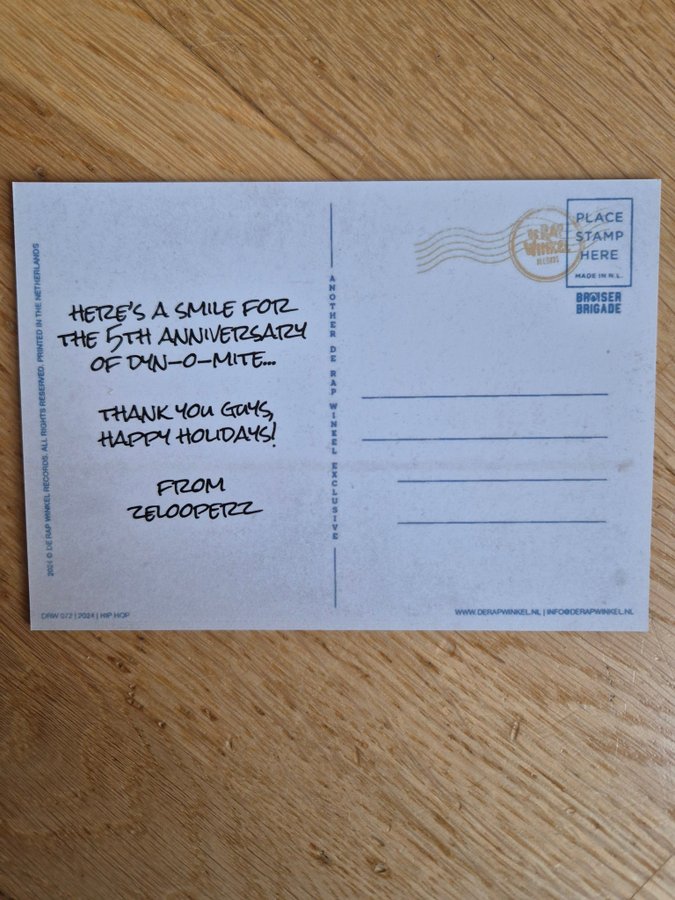 HERE'S A SMILE FOR
THE 5TH ANNIVERSARY
OF DYN-O-MITE...
THANK YOU GUYS,
HAPPY HOLIDAYS!
FROM
ZELOOPERZ
2024 © DE RAP WINKEL RECORDS. ALL RIGHTS RESERVED. PRINTED IN THE NETHERLANDS
DRW 072 | 2024 | HIP HOP
ANOTHER DE RAP WINKEL EXCLUSIVE
DE RAP
WINKEL
RECORDS
PLACE
STAMP
HERE
MADE IN N.L.
BRUISER
BRIGADE
WWW.DERAPWINKEL.NL | INFO@DERAPWINKEL.NL